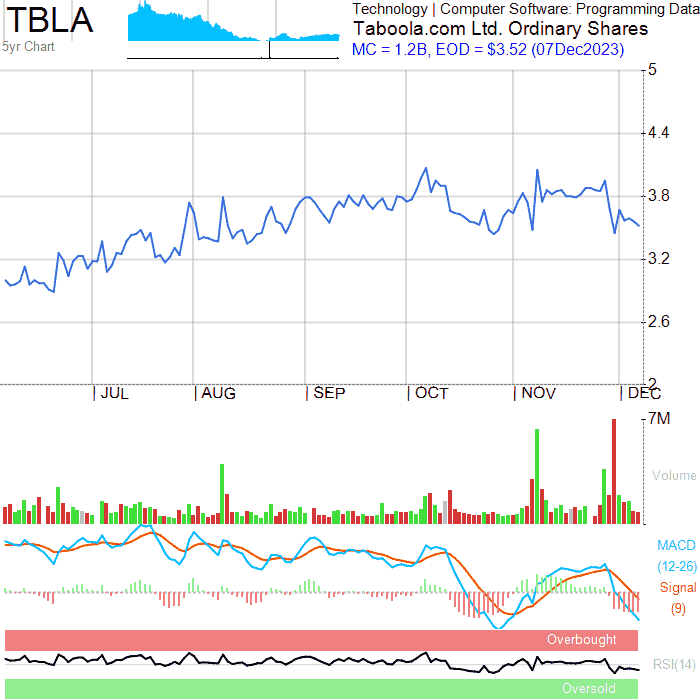 TBLA
5yr Chart
Technology | Computer Software: Programming Data
Taboola.com Ltd. Ordinary Shares
MC = 1.2B, EOD = $3.52 (07Dec2023)
5
4.4
3.8
3.2
2.6
2
JUL AUG SEP OCT NOV DEC
7M
Volume
MACD
(12-26)
Signal
(9)
Overbought
RSI(14)
Oversold